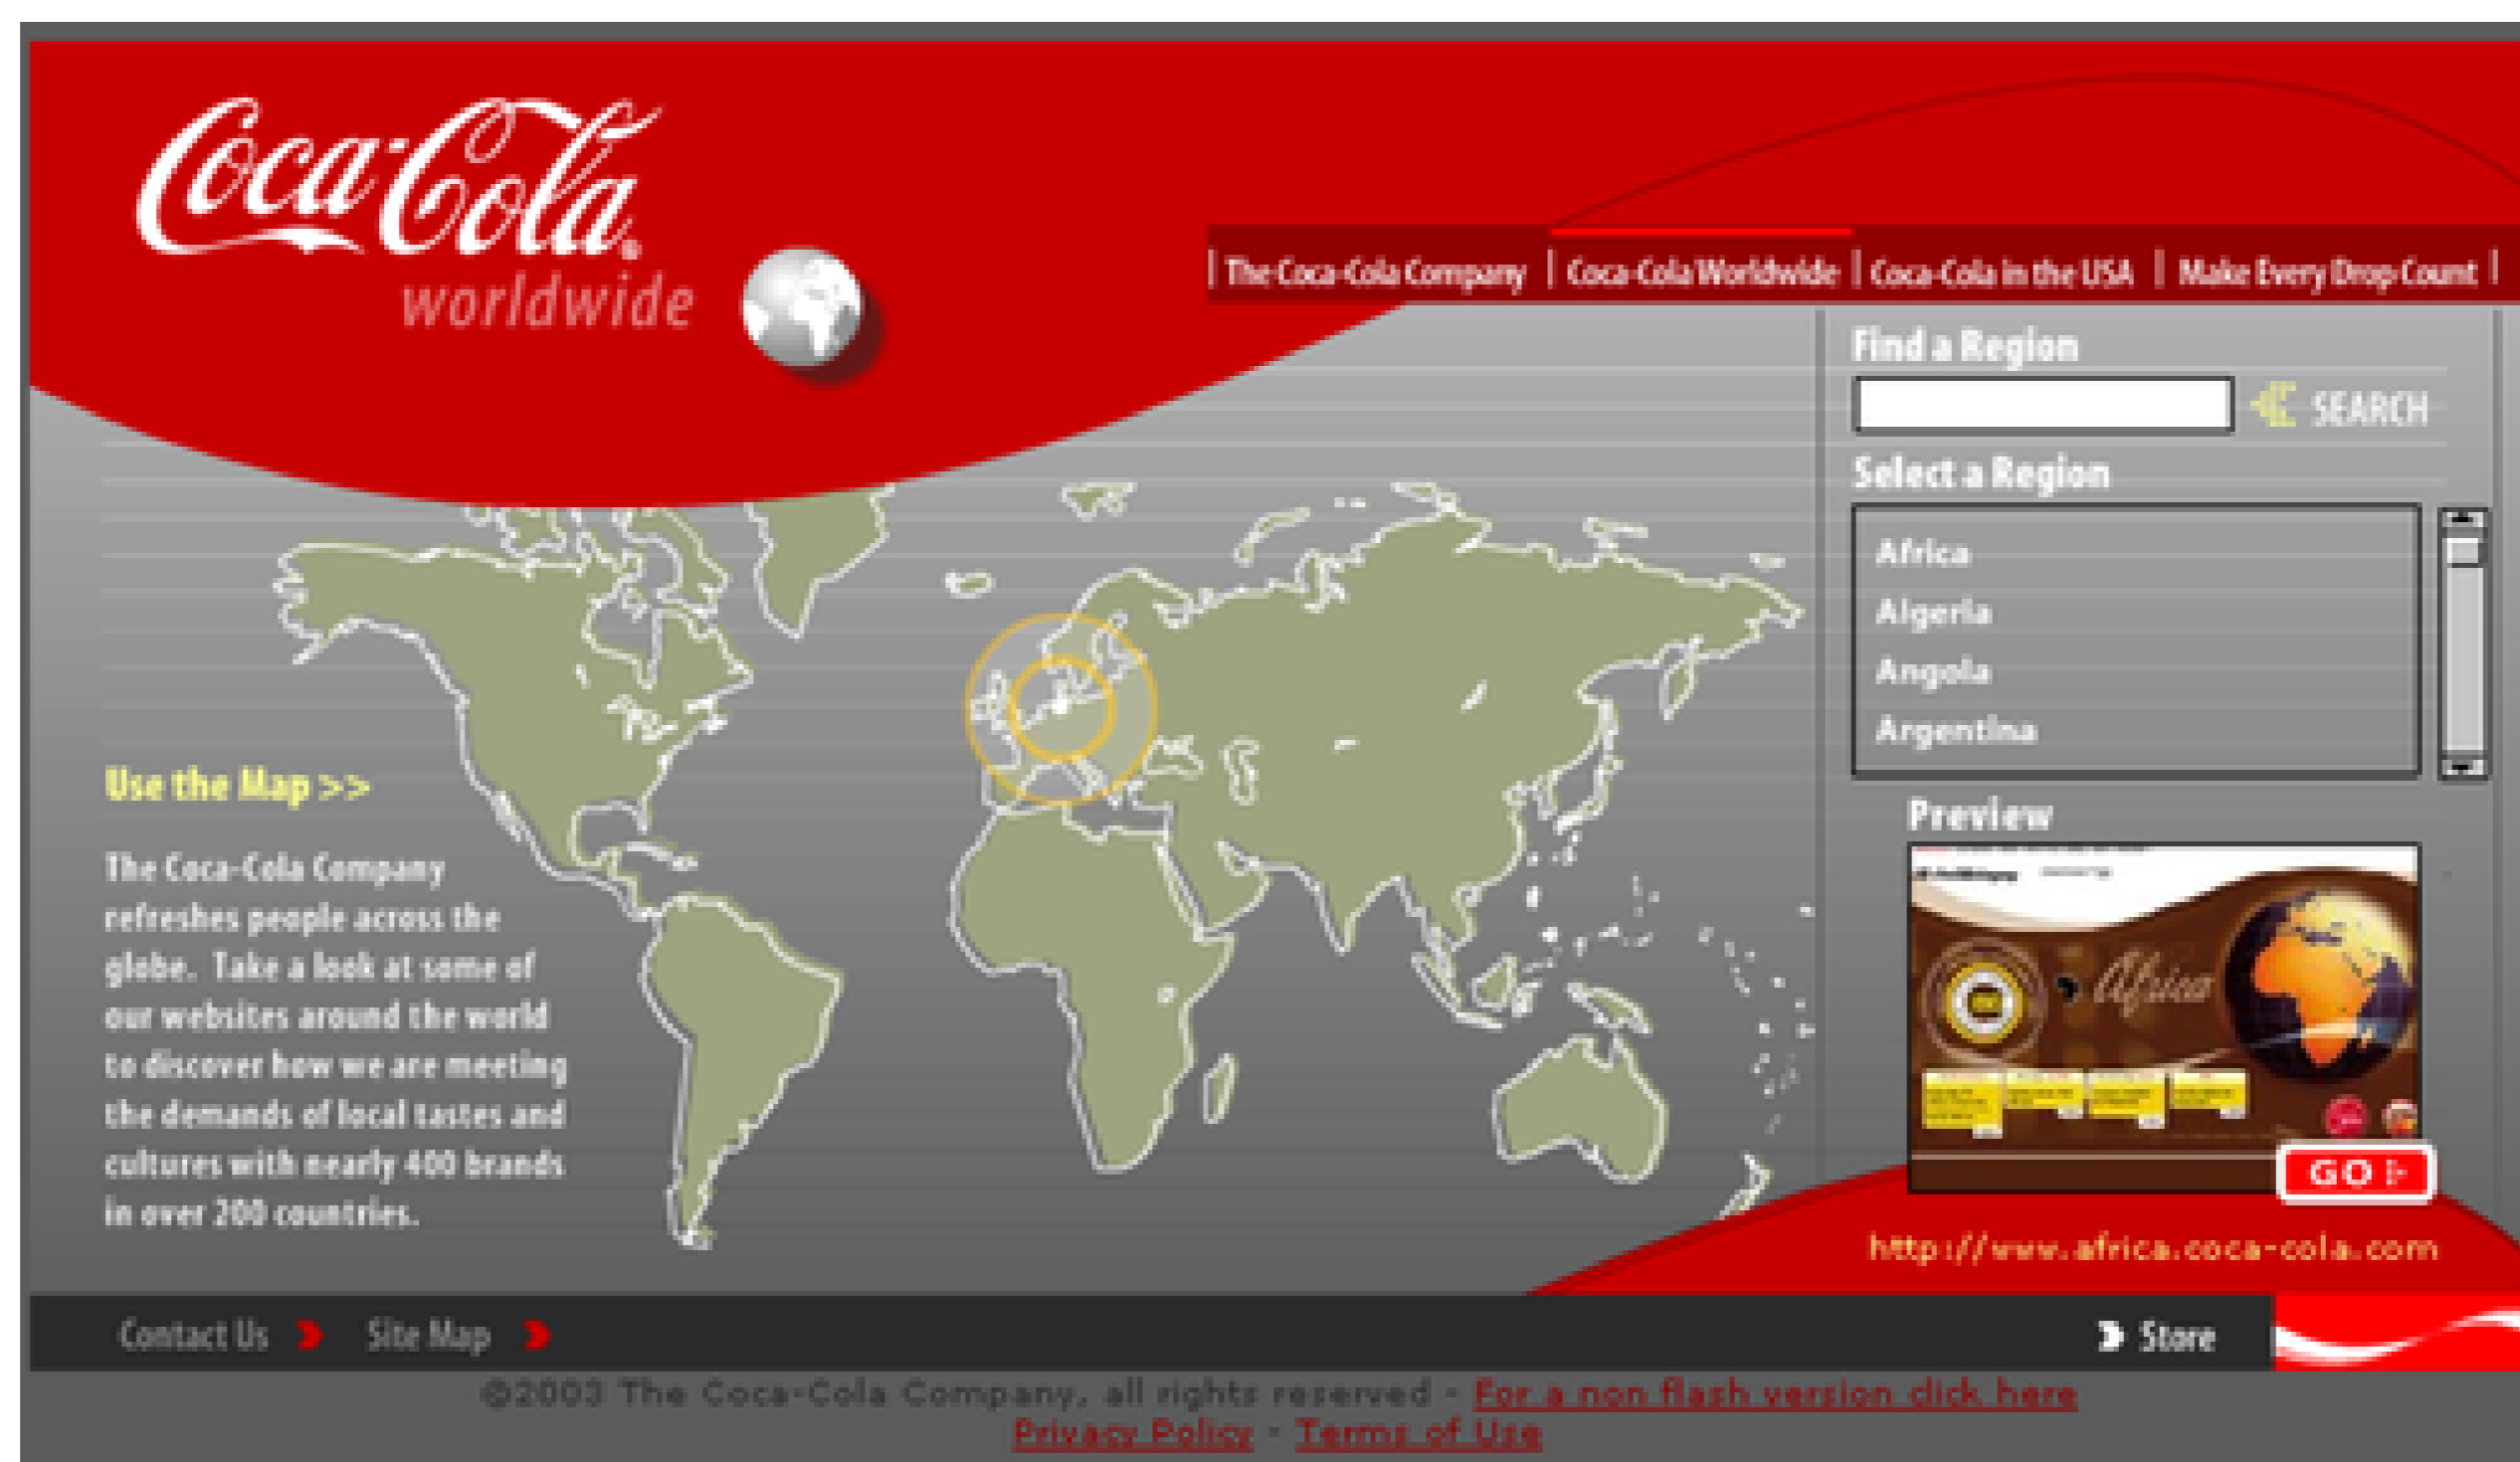 Coca-Cola®
worldwide
The Coca-Cola Company | Coca-Cola Worldwide | Coca-Cola in the USA | Make Every Drop Count
Find a Region
SEARCH
Select a Region
Africa
Algeria
Angola
Argentina
Use the Map >>
The Coca-Cola Company
refreshes people across the
globe. Take a look at some of
our websites around the world
to discover how we are meeting
the demands of local tastes and
cultures with nearly 400 brands
in over 200 countries.
Preview
Africa
GO
http://www.africa.coca-cola.com
Contact Us Site Map Store
©2003 The Coca-Cola Company, all rights reserved - For a non flash version click here
Privacy Policy - Terms of Use